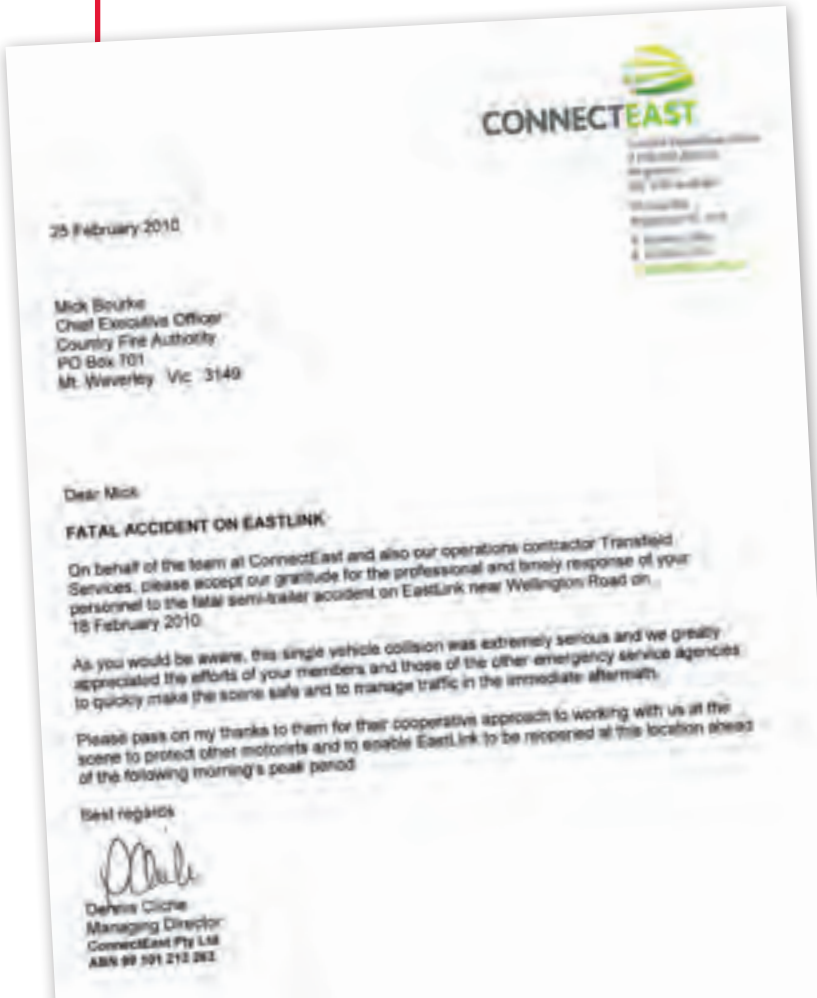 CONNECTEAST
25 February 2010
Mick Bourke
Chief Executive Officer
Country Fire Authority
PO Box 701
Mt. Waverley Vic 3149
Dear Mick
FATAL ACCIDENT ON EASTLINK
On behalf of the team at ConnectEast and also our operations contractor Transfield
Services, please accept our gratitude for the professional and timely response of your
personnel to the fatal semi-trailer accident on EastLink near Wellington Road on
18 February 2010.
As you would be aware, this single vehicle collision was extremely serious and we greatly
appreciated the efforts of your members and those of the other emergency service agencies
to quickly make the scene safe and to manage traffic in the immediate aftermath.
Please pass on my thanks to them for their cooperative approach to working with us at the
scene to protect other motorists and to enable EastLink to be reopened at this location ahead
of the following morning's peak period.
Best regards
Dennis Cliche
Managing Director
ConnectEast Pty Ltd
ABN 99 101 213 263